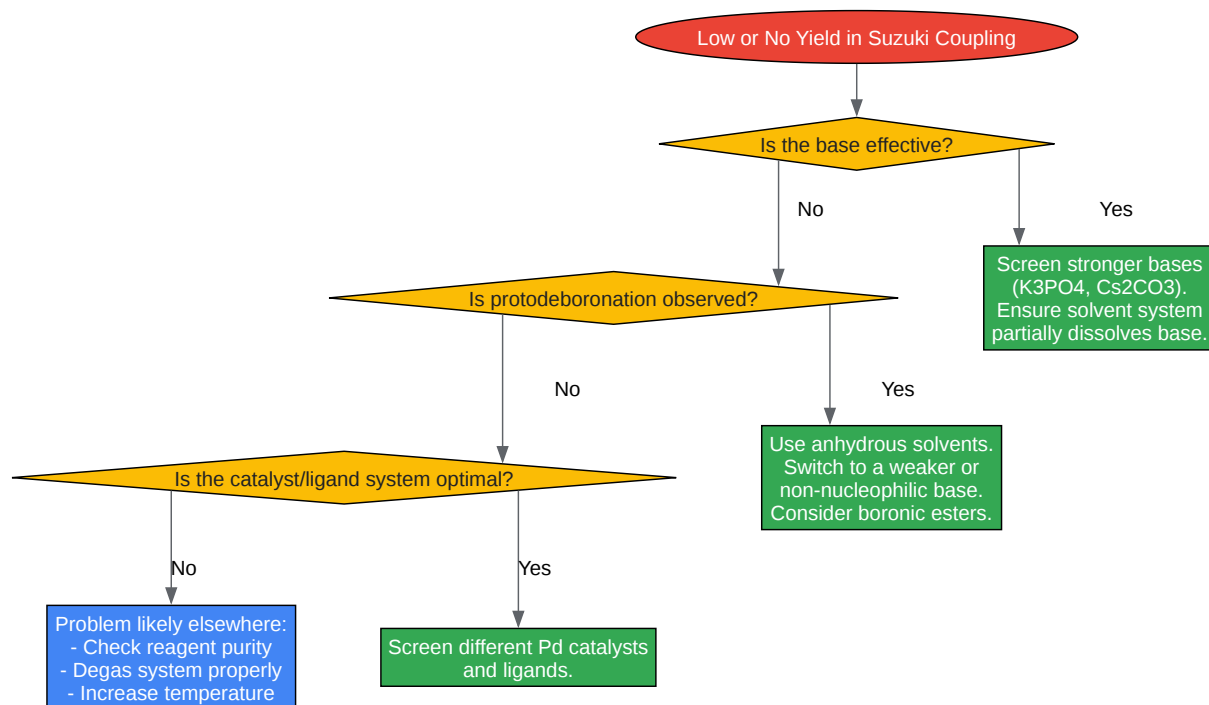 Low or No Yield in Suzuki Coupling
Is the base effective?
No
Yes
Screen stronger bases
(K3PO4, Cs2CO3).
Ensure solvent system
partially dissolves base.
Is protodeboronation observed?
No
Yes
Use anhydrous solvents.
Switch to a weaker or
non-nucleophilic base.
Consider boronic esters.
Is the catalyst/ligand system optimal?
No
Yes
Problem likely elsewhere:
- Check reagent purity
- Degas system properly
- Increase temperature
Screen different Pd catalysts
and ligands.